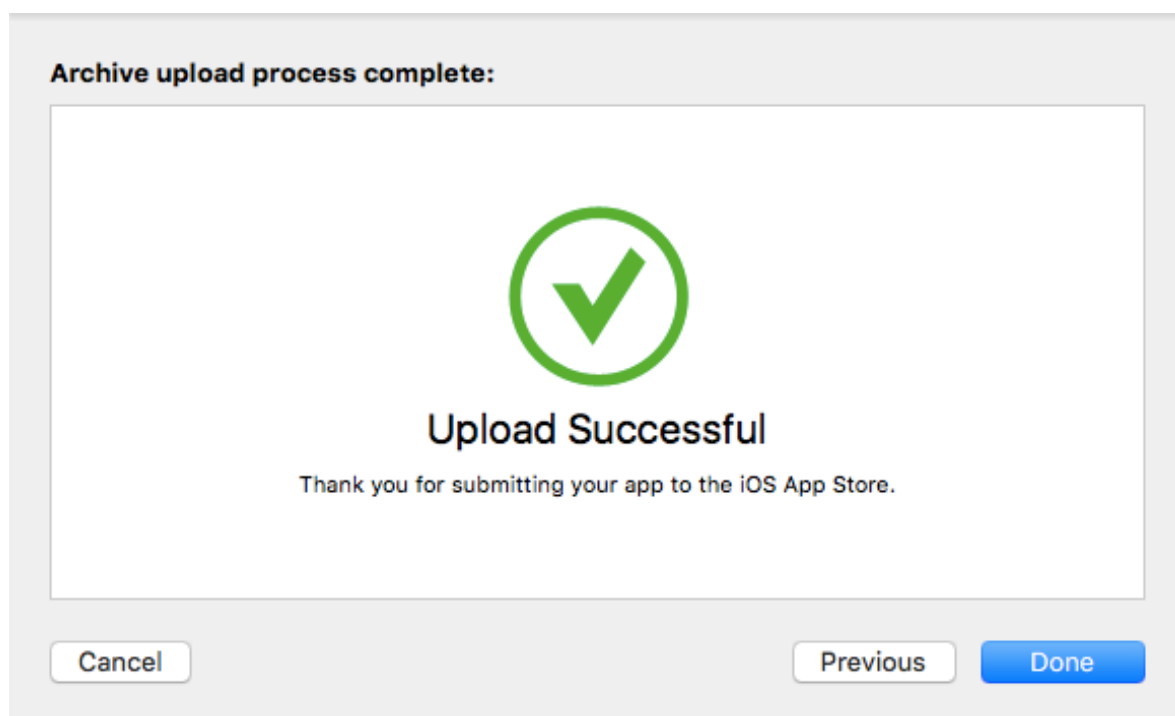 Archive upload process complete:
Upload Successful
Thank you for submitting your app to the iOS App Store.
Cancel
Previous
Done